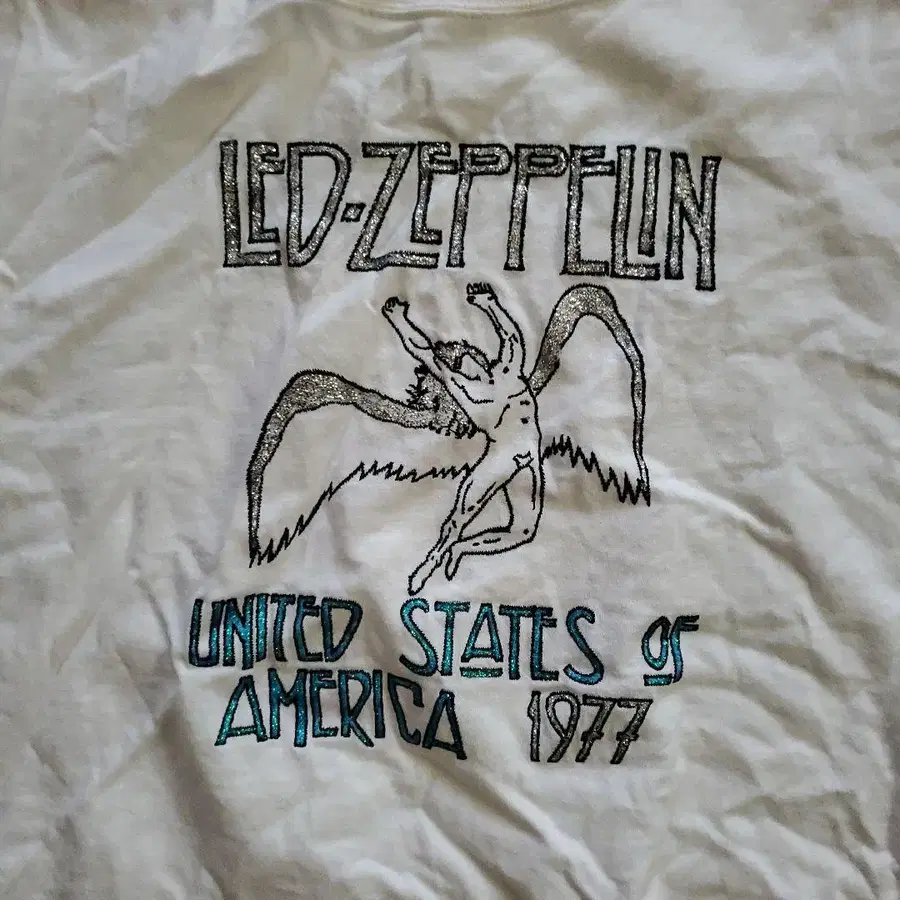 LED-ZEPPELIN
UNITED STATES OF
AMERICA 1977